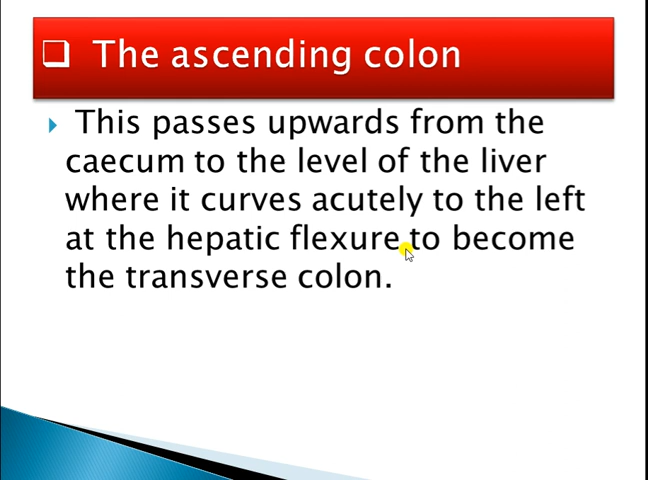 The ascending colon
This passes upwards from the
caecum to the level of the liver
where it curves acutely to the left
at the hepatic flexure to become
the transverse colon.